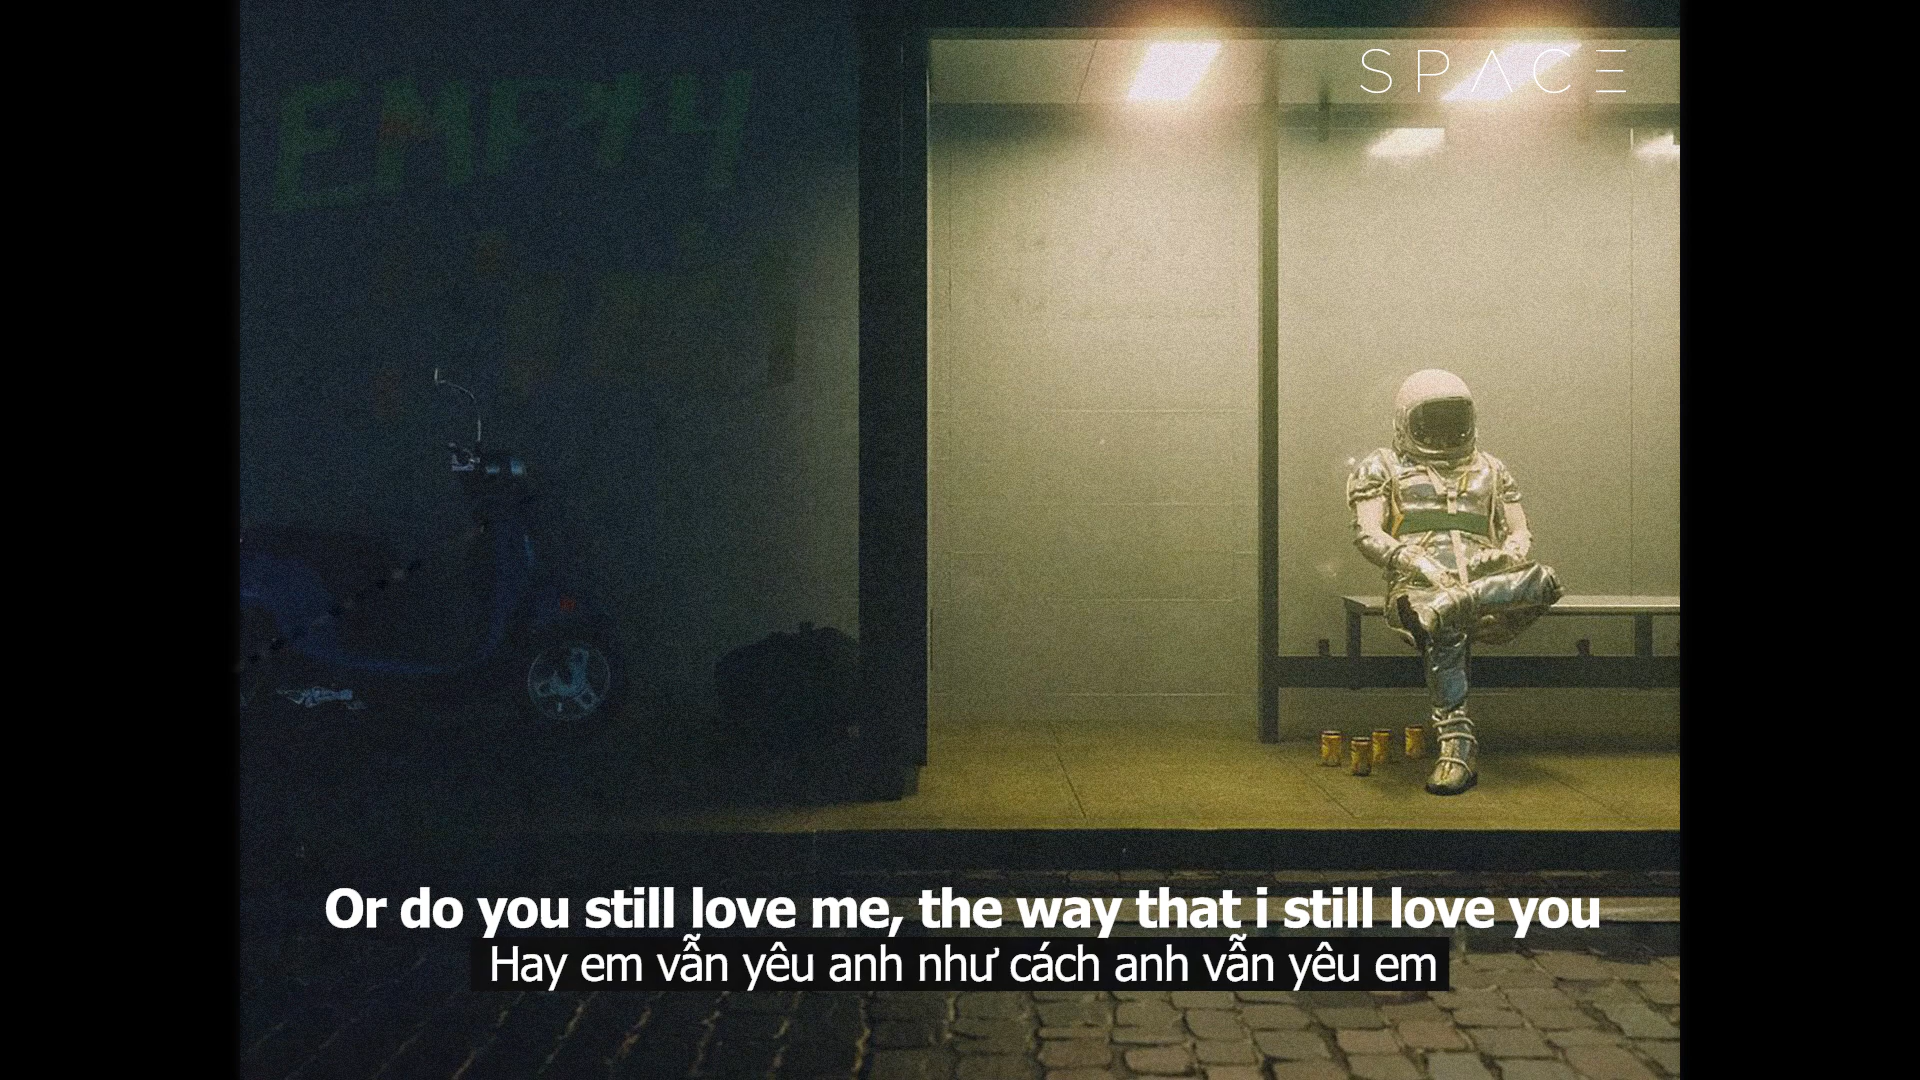 SPACE
EMPTY
Or do you still love me, the way that i still love you
Hay em vẫn yêu anh như cách anh vẫn yêu em